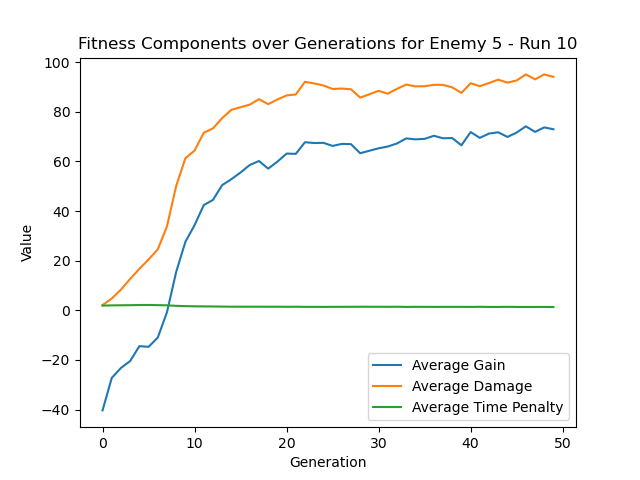 Fitness Components over Generations for Enemy 5 - Run 10
100
80
60
40
20
0
−20
−40
Value
0 10 20 30 40 50
Generation
Average Gain
Average Damage
Average Time Penalty